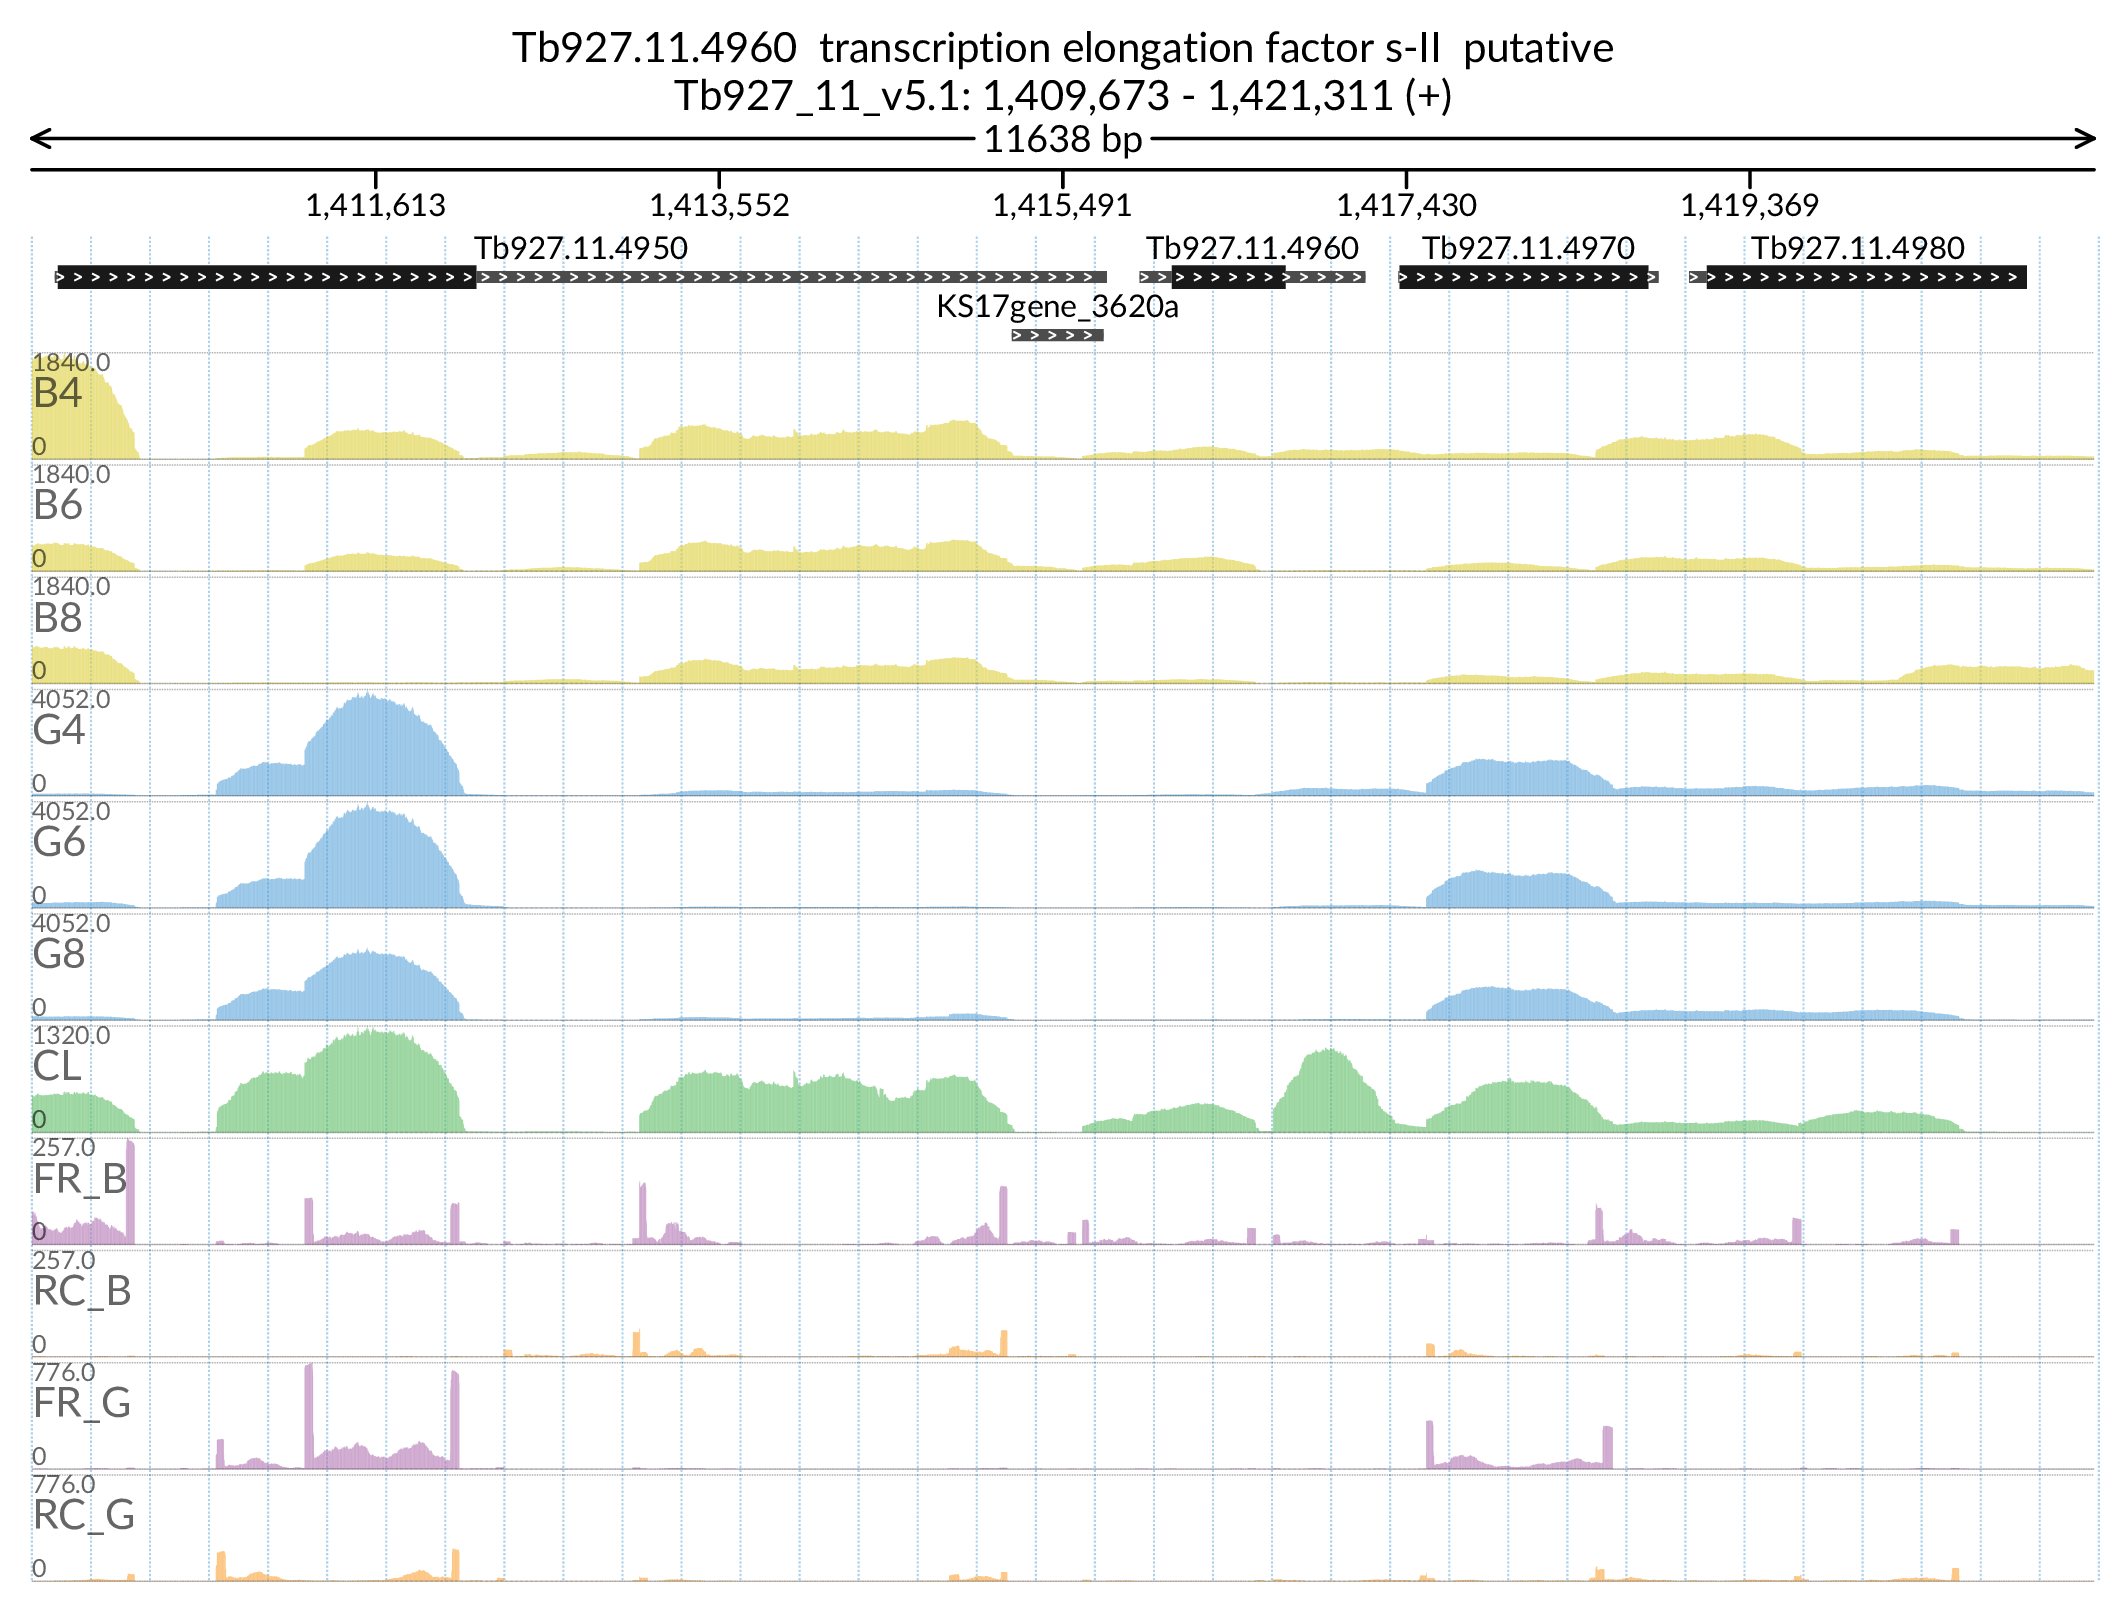 Tb927.11.4960  transcription elongation factor s-II  putative
Tb927_11_v5.1: 1,409,673 - 1,421,311 (+)
11638 bp
1,411,613 1,413,552 1,415,491 1,417,430 1,419,369
Tb927.11.4950 Tb927.11.4960 Tb927.11.4970 Tb927.11.4980
KS17gene_3620a
1840.0
B4
0
1840.0
B6
0
1840.0
B8
0
4052.0
G4
0
4052.0
G6
0
4052.0
G8
0
1320.0
CL
0
257.0
FR_B
0
257.0
RC_B
0
776.0
FR_G
0
776.0
RC_G
0